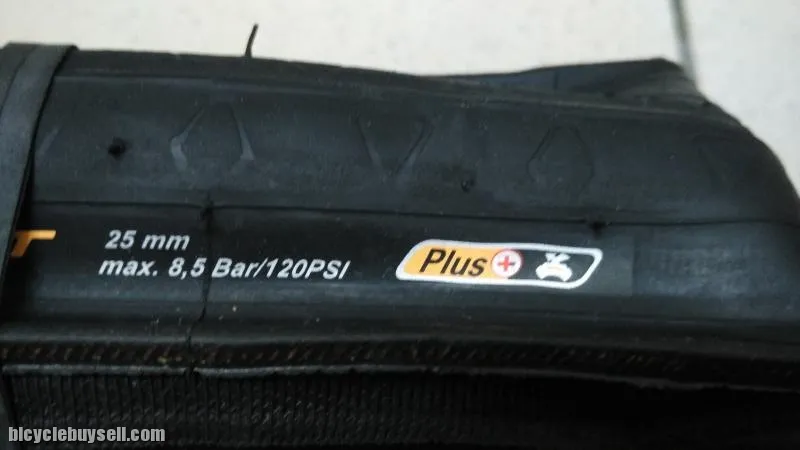 T
25 mm
max. 8,5 Bar/120PSI
Plus+
bicyclebuysell.com